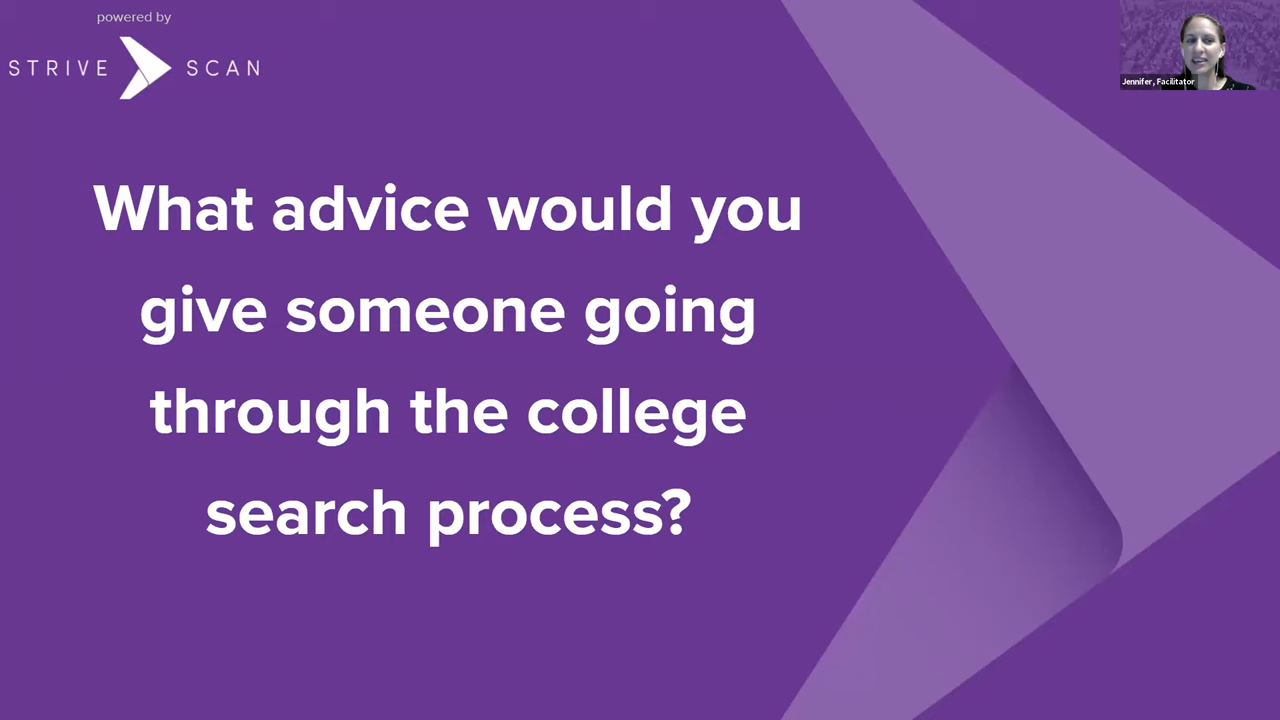 powered by
STRIVE SCAN
Jennifer, Facilitator
What advice would you
give someone going
through the college
search process?